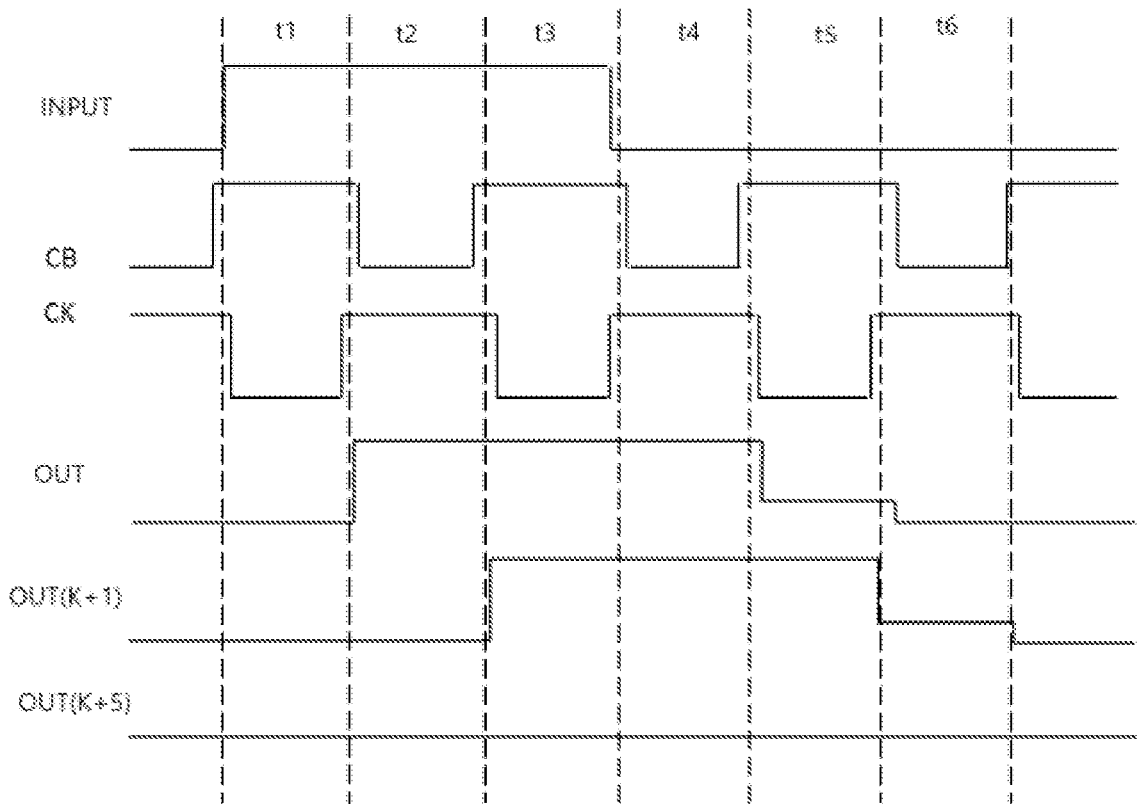 t1 t2 t3 t4 t5 t6
INPUT
CB
CK
OUT
OUT(K+1)
OUT(K+5)